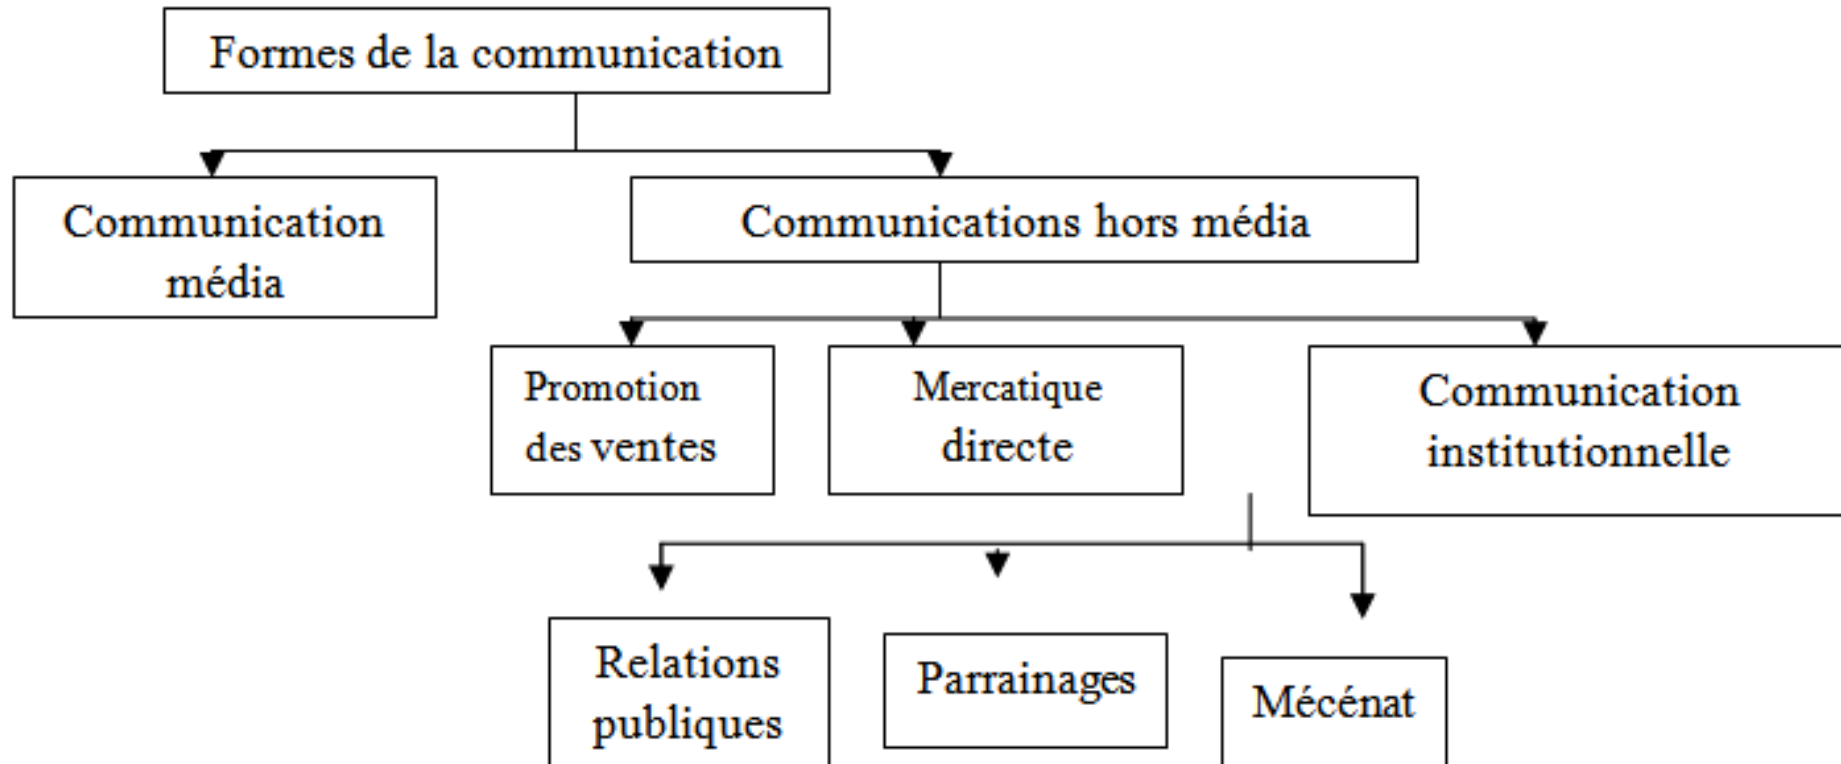 Formes de la communication
Communication
média
Communications hors média
Promotion
des ventes
Mercatique
directe
Communication
institutionnelle
Relations
publiques
Parrainages
Mécénat